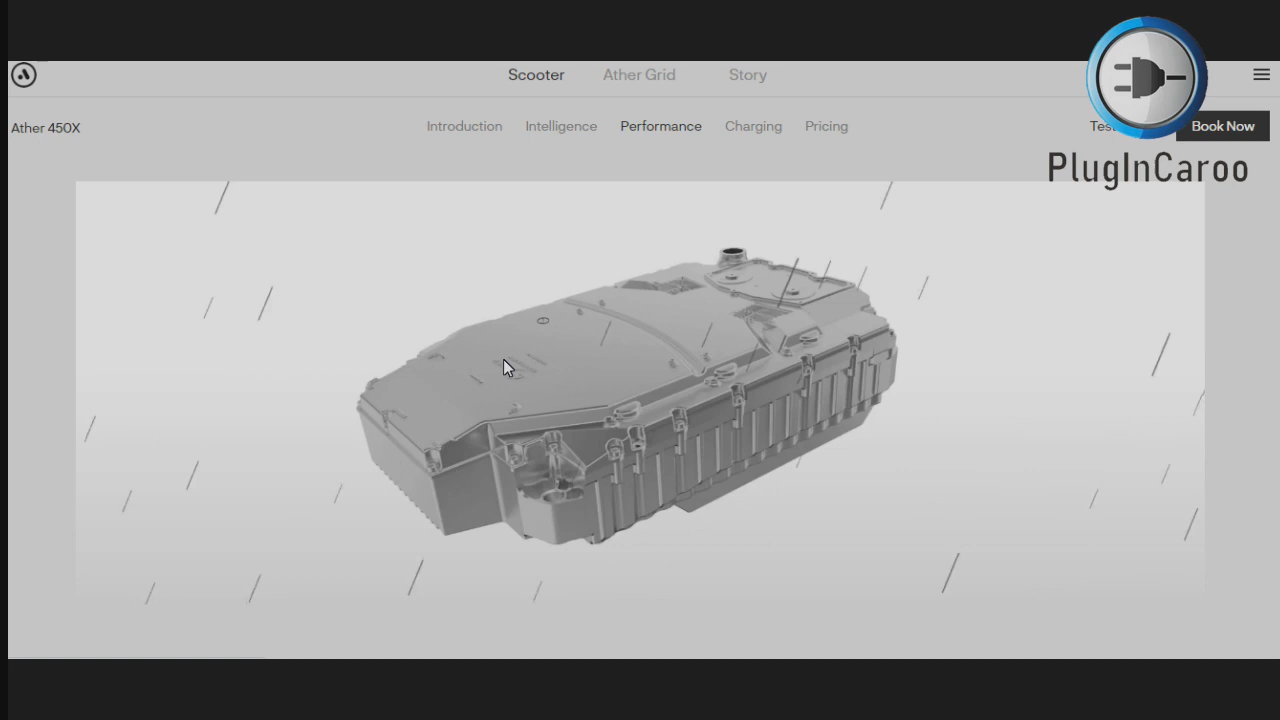 Scooter Ather Grid Story
Ather 450X Introduction Intelligence Performance Charging Pricing Book Now
PlugInCaroo